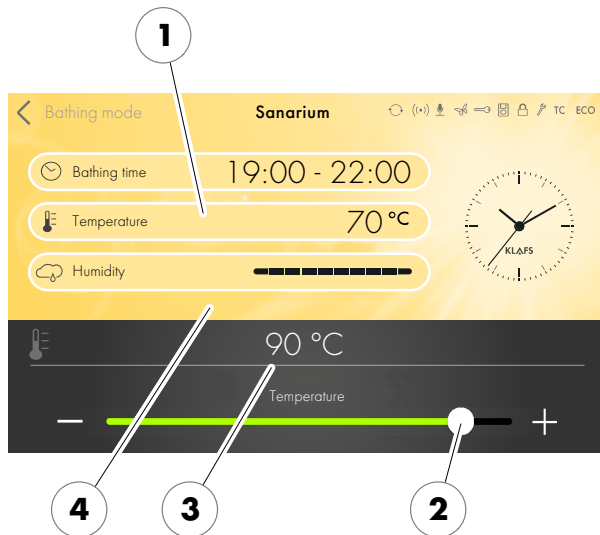 1
Bathing mode Sanarium TC ECO
Bathing time 19:00 - 22:00
Temperature 70 °C
KLAFS
Humidity
90 °C
Temperature
4 3 2